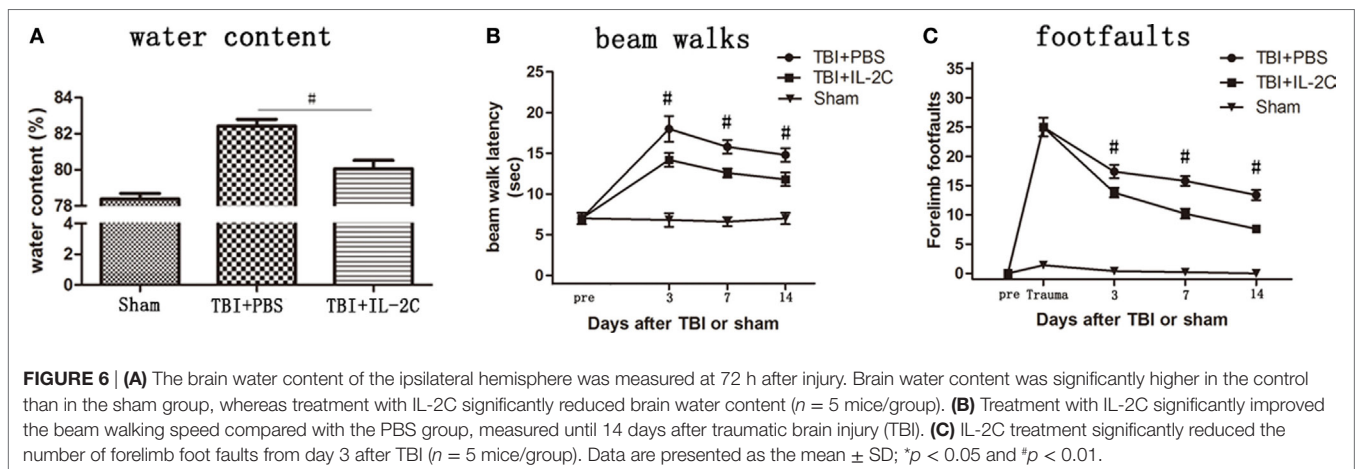 A water content
water content (%)
84
82
80
78
4
2
0
#
Sham TBI+PBS TBI+IL-2C
B beam walks
TBI+PBS
TBI+IL-2C
Sham
beam walk latency
(sec)
25
20
15
10
5
0
# # #
pre 3 7 14
Days after TBI or sham
C footfaults
TBI+PBS
TBI+IL-2C
Sham
Forelimb footfaults
35
30
25
20
15
10
5
0
# # #
pre Trauma 3 7 14
Days after TBI or sham
FIGURE 6 | (A) The brain water content of the ipsilateral hemisphere was measured at 72 h after injury. Brain water content was significantly higher in the control
than in the sham group, whereas treatment with IL-2C significantly reduced brain water content (n = 5 mice/group). (B) Treatment with IL-2C significantly improved
the beam walking speed compared with the PBS group, measured until 14 days after traumatic brain injury (TBI). (C) IL-2C treatment significantly reduced the
number of forelimb foot faults from day 3 after TBI (n = 5 mice/group). Data are presented as the mean ± SD; *p < 0.05 and #p < 0.01.